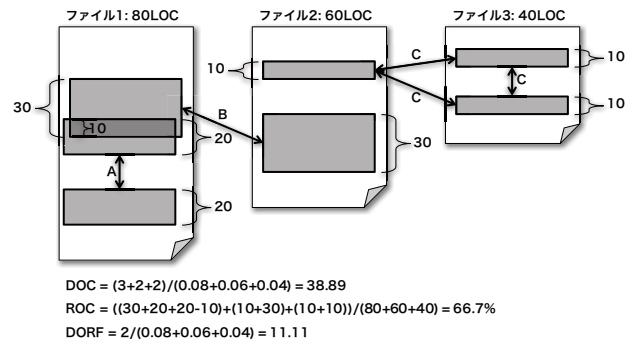 ファイル1: 80LOC
ファイル2: 60LOC
ファイル3: 40LOC
30
10
20
A
20
B
10
30
C
C
C
10
10
DOC = (3+2+2)/(0.08+0.06+0.04) = 38.89
ROC = ((30+20+20-10)+(10+30)+(10+10))/(80+60+40) = 66.7%
DORF = 2/(0.08+0.06+0.04) = 11.11